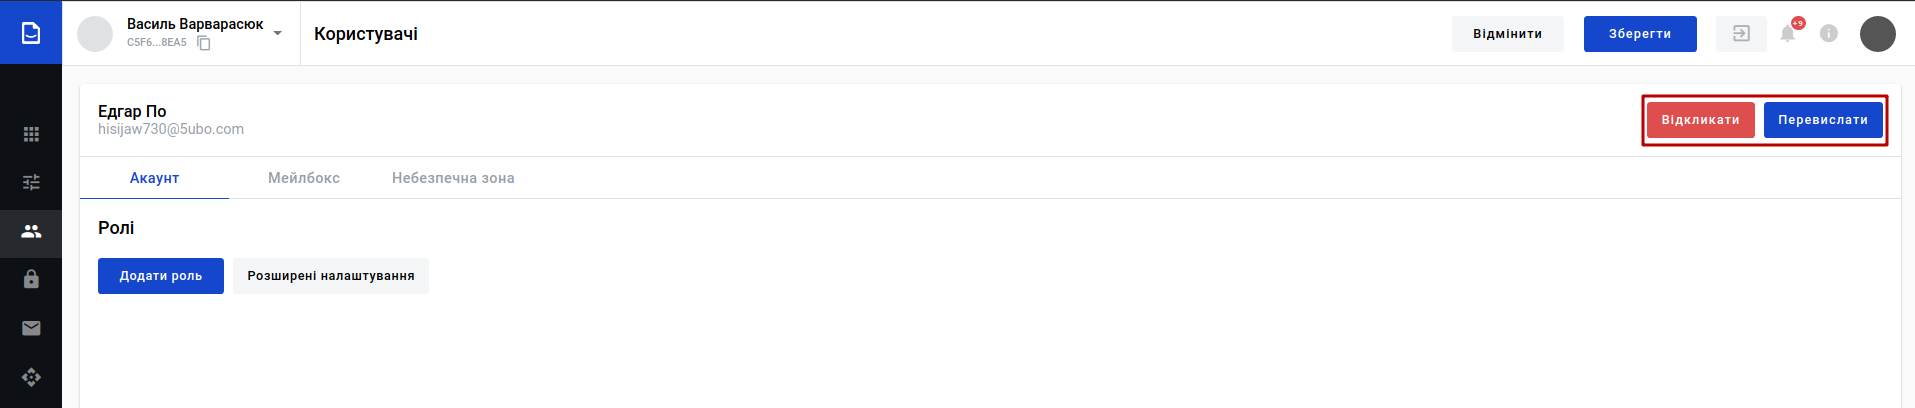 Василь Варварасюк
C5F6...8EA5
Користувачі
Відмінити
Зберегти
+9
Едгар По
hisijaw730@5ubo.com
Відкликати
Перевислати
Акаунт
Мейлбокс
Небезпечна зона
Ролі
Додати роль
Розширені налаштування